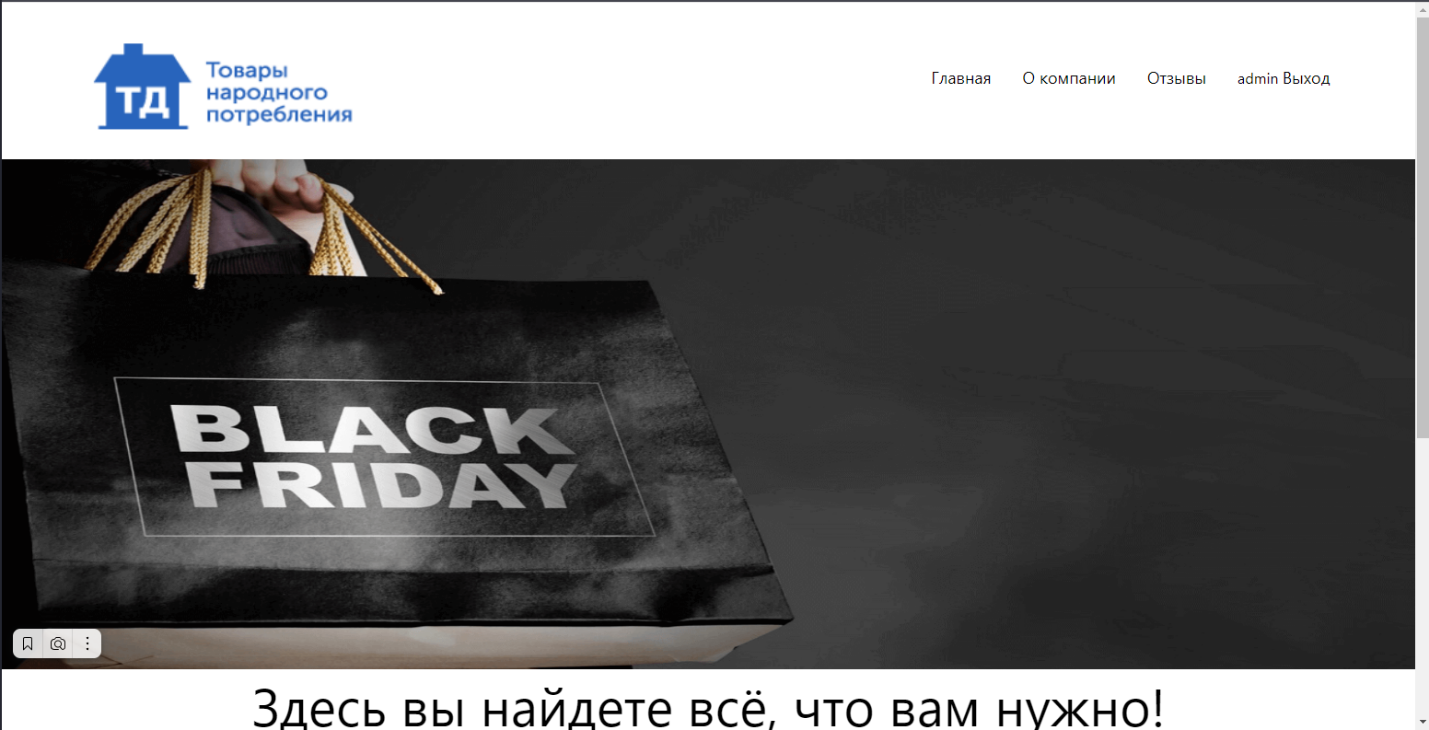 ТД
Товары
народного
потребления
Главная О компании Отзывы admin Выход
BLACK
FRIDAY
Здесь вы найдете всё, что вам нужно!